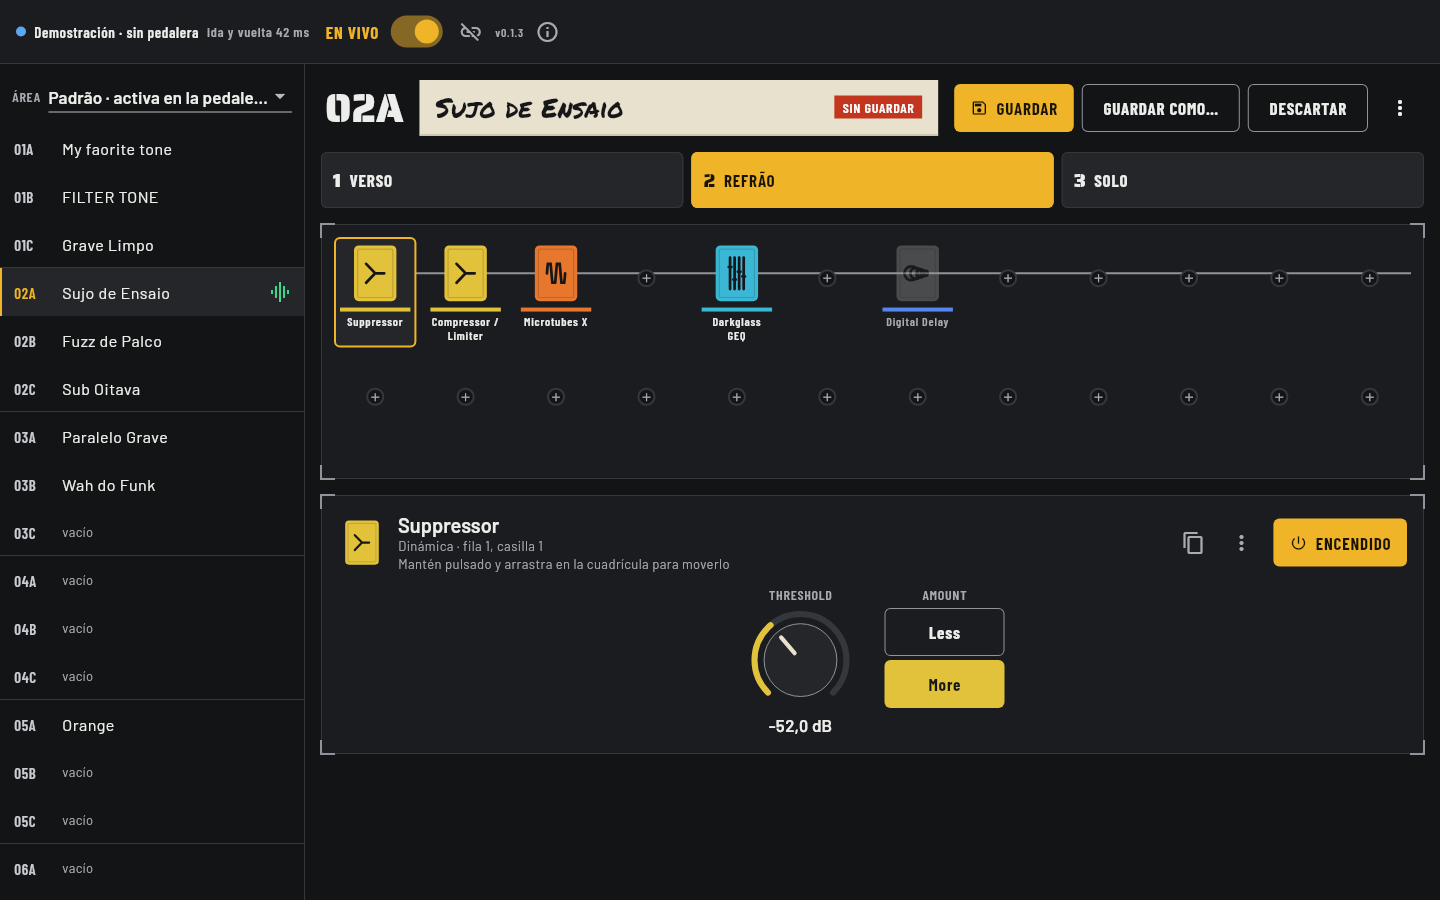 Demostración · sin pedalera Ida y vuelta 42 ms EN VIVO v0.1.3
ÁREA Padrão · activa en la pedale...
01A My faorite tone
01B FILTER TONE
01C Grave Limpo
02A Sujo de Ensaio
02B Fuzz de Palco
02C Sub Oitava
03A Paralelo Grave
03B Wah do Funk
03C vacío
04A vacío
04B vacío
04C vacío
05A Orange
05B vacío
05C vacío
06A vacío
02A Sujo de Ensaio SIN GUARDAR GUARDAR GUARDAR COMO... DESCARTAR
1 VERSO 2 REFRÃO 3 SOLO
Suppressor
Compressor /
Limiter
Microtubes X
Darkglass
GEQ
Digital Delay
Suppressor
Dinámica · fila 1, casilla 1
Mantén pulsado y arrastra en la cuadrícula para moverlo
ENCENDIDO
THRESHOLD
-52,0 dB
AMOUNT
Less
More